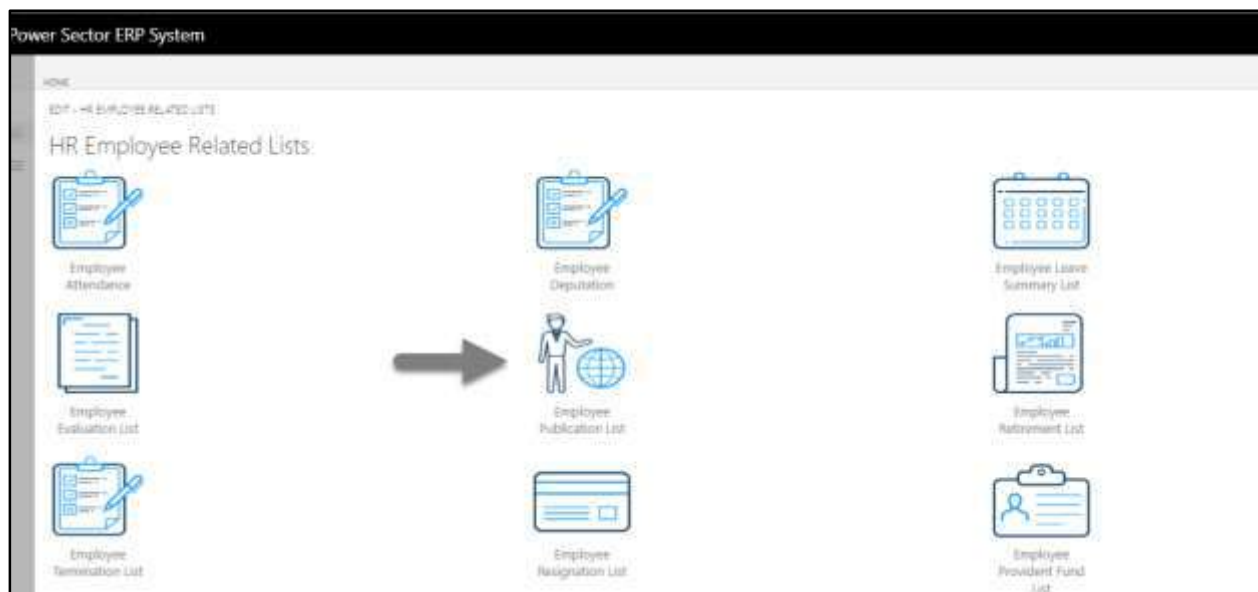 Power Sector ERP System
HOME
EDIT - HR EMPLOYEE RELATED LISTS
HR Employee Related Lists
Employee
Attendance
Employee
Deputation
Employee Leave
Summary List
Employee
Evaluation List
Employee
Publication List
Employee
Retirement List
Employee
Termination List
Employee
Resignation List
Employee
Provident Fund
List